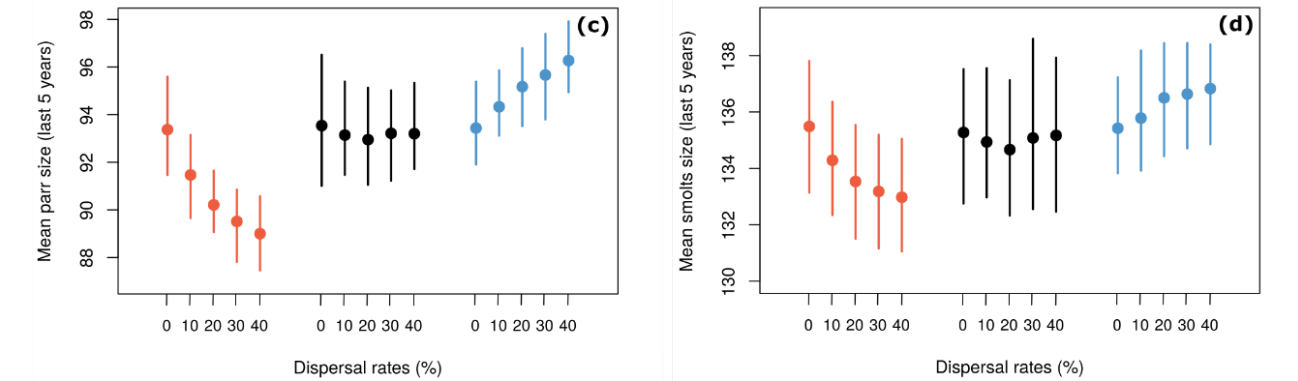 (c)
Mean parr size (last 5 years)
98
96
94
92
90
88
0 10 20 30 40 0 10 20 30 40 0 10 20 30 40
Dispersal rates (%)
(d)
Mean smolts size (last 5 years)
138
136
134
132
130
0 10 20 30 40 0 10 20 30 40 0 10 20 30 40
Dispersal rates (%)